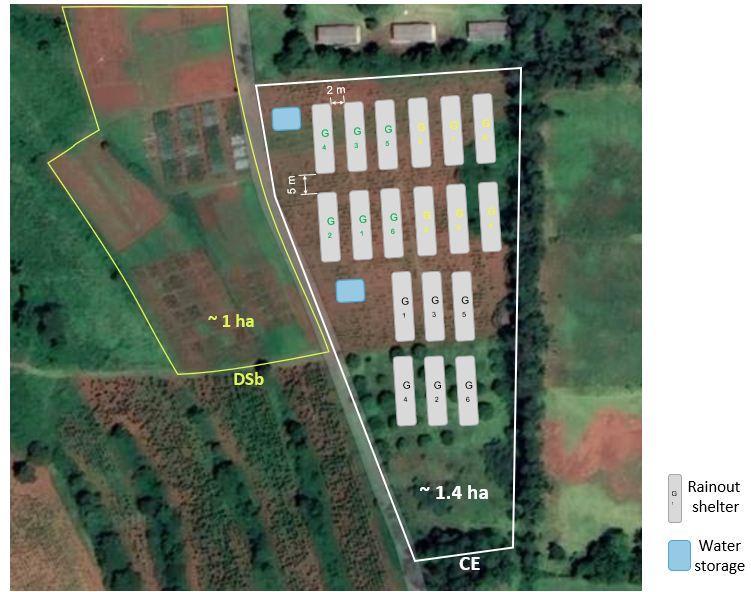 2 m
G G G G G G
4 3 5
5 m
G G G G G G
2 1 6
G G G
1 3 5
G G G
4 2 6
~ 1 ha
DSb
~ 1.4 ha
CE
G
Rainout
shelter
Water
storage